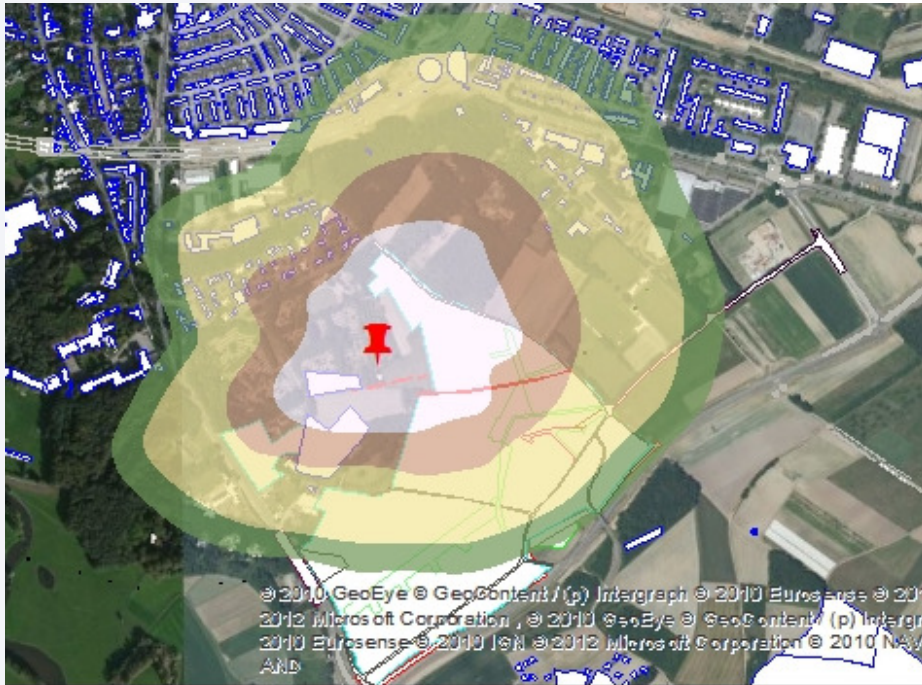 © 2010 GeoEye © GeoContent / (p) Intergraph © 2010 Eurosense © 20
2012 Microsoft Corporation , © 2010 GeoEye © GeoContent / (p) Intergr
2010 Eurosense © 2010 IGN © 2012 Microsoft Corporation © 2010 NAV
AND